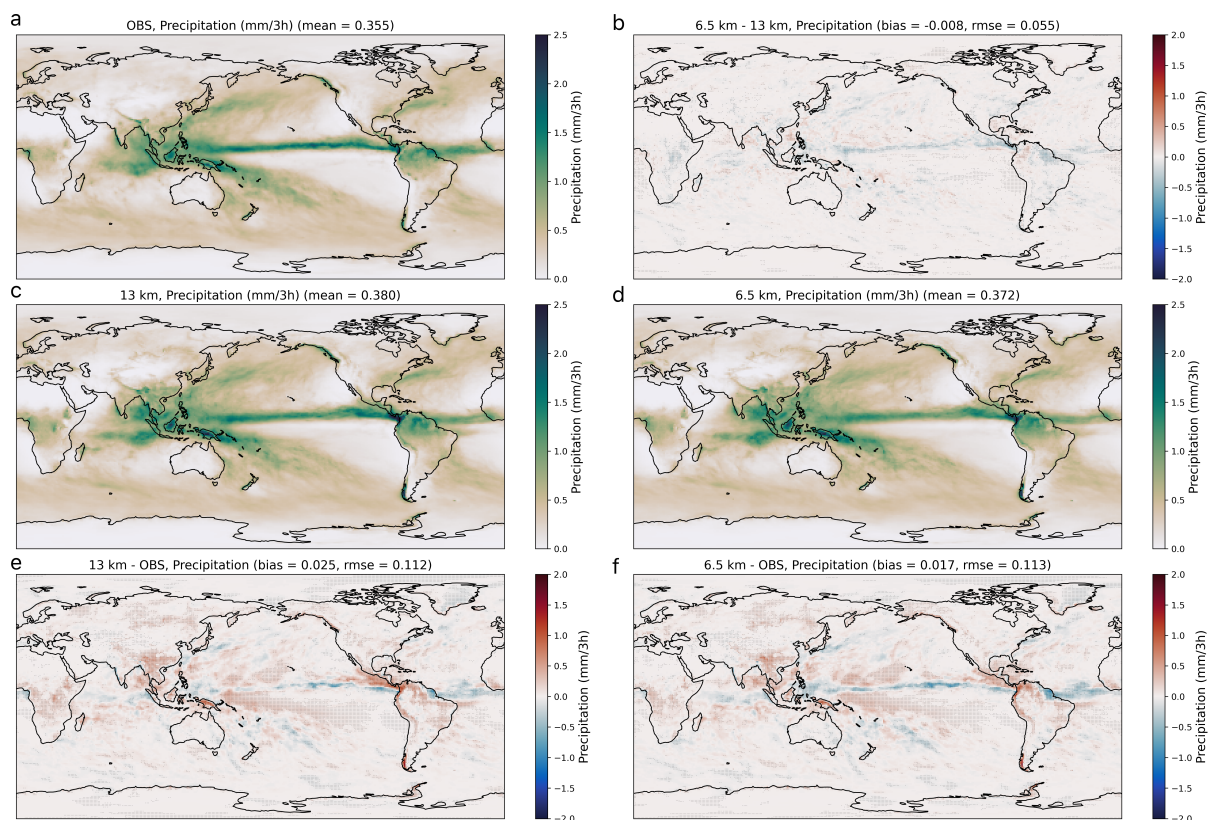 a
OBS, Precipitation (mm/3h) (mean = 0.355)
2.5
2.0
1.5
1.0
0.5
0.0
Precipitation (mm/3h)
b
6.5 km - 13 km, Precipitation (bias = -0.008, rmse = 0.055)
2.0
1.5
1.0
0.5
0.0
−0.5
−1.0
−1.5
−2.0
Precipitation (mm/3h)
c
13 km, Precipitation (mm/3h) (mean = 0.380)
2.5
2.0
1.5
1.0
0.5
0.0
Precipitation (mm/3h)
d
6.5 km, Precipitation (mm/3h) (mean = 0.372)
2.5
2.0
1.5
1.0
0.5
0.0
Precipitation (mm/3h)
e
13 km - OBS, Precipitation (bias = 0.025, rmse = 0.112)
2.0
1.5
1.0
0.5
0.0
−0.5
−1.0
−1.5
−2.0
Precipitation (mm/3h)
f
6.5 km - OBS, Precipitation (bias = 0.017, rmse = 0.113)
2.0
1.5
1.0
0.5
0.0
−0.5
−1.0
−1.5
−2.0
Precipitation (mm/3h)